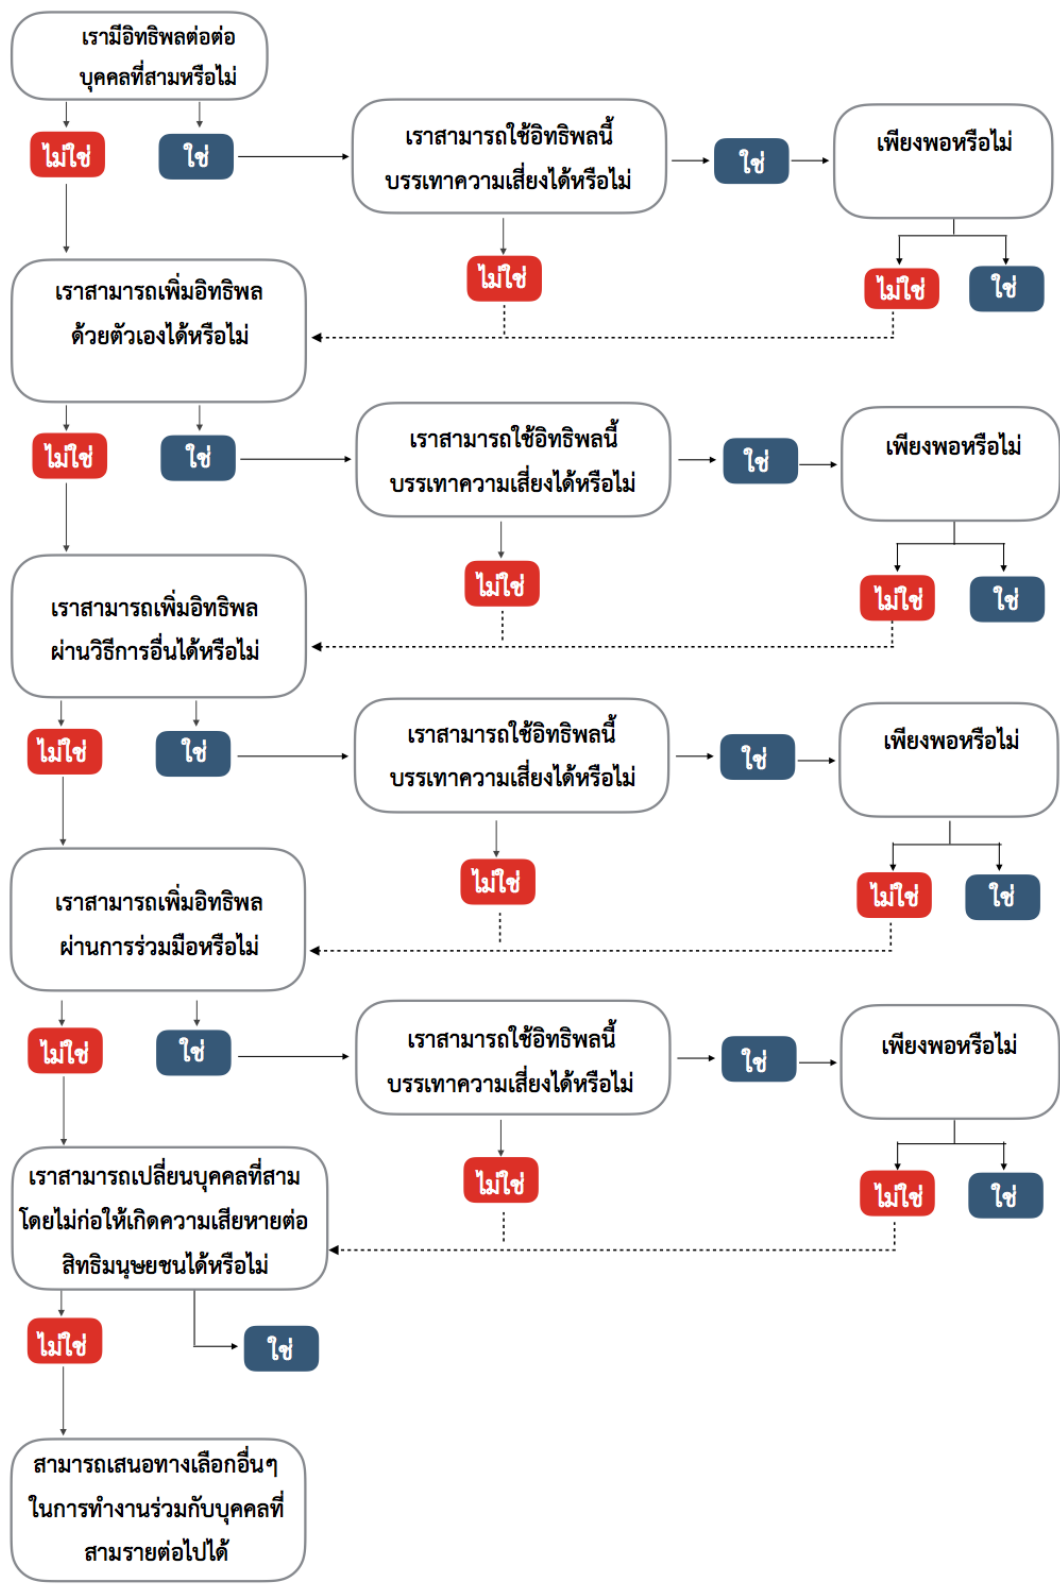 เรามีอิทธิพลต่อต่อ
บุคคลที่สามหรือไม่
ไม่ใช่
ใช่
เราสามารถใช้อิทธิพลนี้
บรรเทาความเสี่ยงได้หรือไม่
ใช่
เพียงพอหรือไม่
ไม่ใช่
ไม่ใช่
ใช่
เราสามารถเพิ่มอิทธิพล
ด้วยตัวเองได้หรือไม่
ไม่ใช่
ใช่
เราสามารถใช้อิทธิพลนี้
บรรเทาความเสี่ยงได้หรือไม่
ใช่
เพียงพอหรือไม่
ไม่ใช่
ไม่ใช่
ใช่
เราสามารถเพิ่มอิทธิพล
ผ่านวิธีการอื่นได้หรือไม่
ไม่ใช่
ใช่
เราสามารถใช้อิทธิพลนี้
บรรเทาความเสี่ยงได้หรือไม่
ใช่
เพียงพอหรือไม่
ไม่ใช่
ไม่ใช่
ใช่
เราสามารถเพิ่มอิทธิพล
ผ่านการร่วมมือหรือไม่
ไม่ใช่
ใช่
เราสามารถใช้อิทธิพลนี้
บรรเทาความเสี่ยงได้หรือไม่
ใช่
เพียงพอหรือไม่
ไม่ใช่
ไม่ใช่
ใช่
เราสามารถเปลี่ยนบุคคลที่สาม
โดยไม่ก่อให้เกิดความเสียหายต่อ
สิทธิมนุษยชนได้หรือไม่
ไม่ใช่
ใช่
สามารถเสนอทางเลือกอื่นๆ
ในการทำงานร่วมกับบุคคลที่
สามรายต่อไปได้